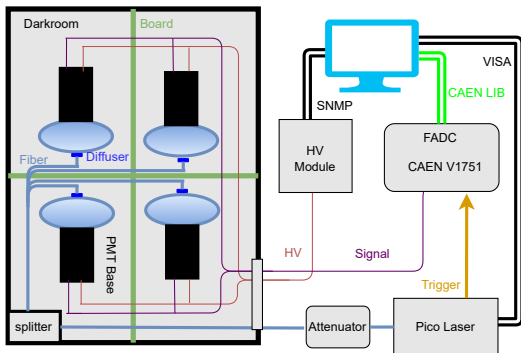 Darkroom
Board
VISA
CAEN LIB
SNMP
FADC
CAEN V1751
HV
Module
Fiber
Diffuser
PMT Base
HV
Signal
Trigger
splitter
Attenuator
Pico Laser